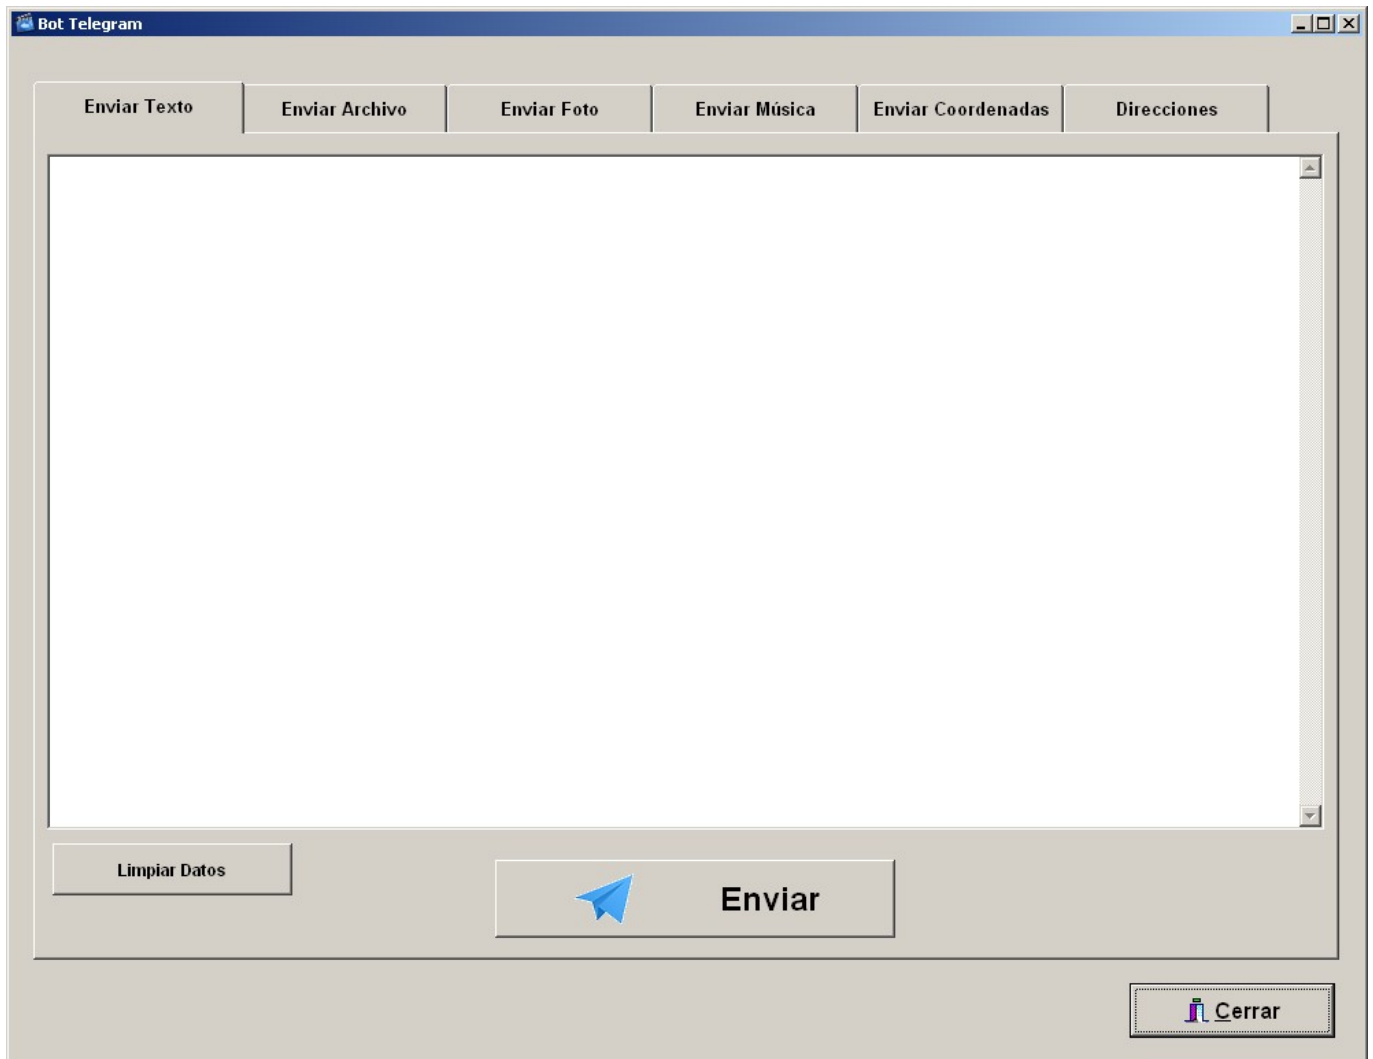 Bot Telegram
Enviar Texto
Enviar Archivo
Enviar Foto
Enviar Música
Enviar Coordenadas
Direcciones
Limpiar Datos
Enviar
Cerrar